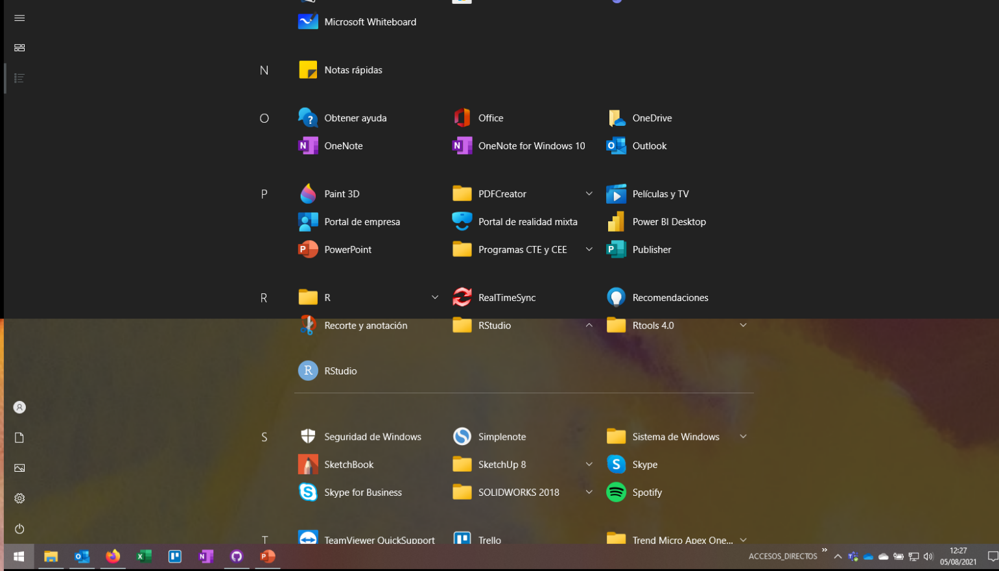 Microsoft Whiteboard
N
Notas rápidas
O
Obtener ayuda
Office
OneDrive
OneNote
OneNote for Windows 10
Outlook
P
Paint 3D
PDFCreator
Películas y TV
Portal de empresa
Portal de realidad mixta
Power BI Desktop
PowerPoint
Programas CTE y CEE
Publisher
R
R
RealTimeSync
Recomendaciones
Recorte y anotación
RStudio
Rtools 4.0
RStudio
S
Seguridad de Windows
Simplenote
Sistema de Windows
SketchBook
SketchUp 8
Skype
Skype for Business
SOLIDWORKS 2018
Spotify
T
TeamViewer QuickSupport
Trello
Trend Micro Apex One...
ACCESOS_DIRECTOS
12:27
05/08/2021